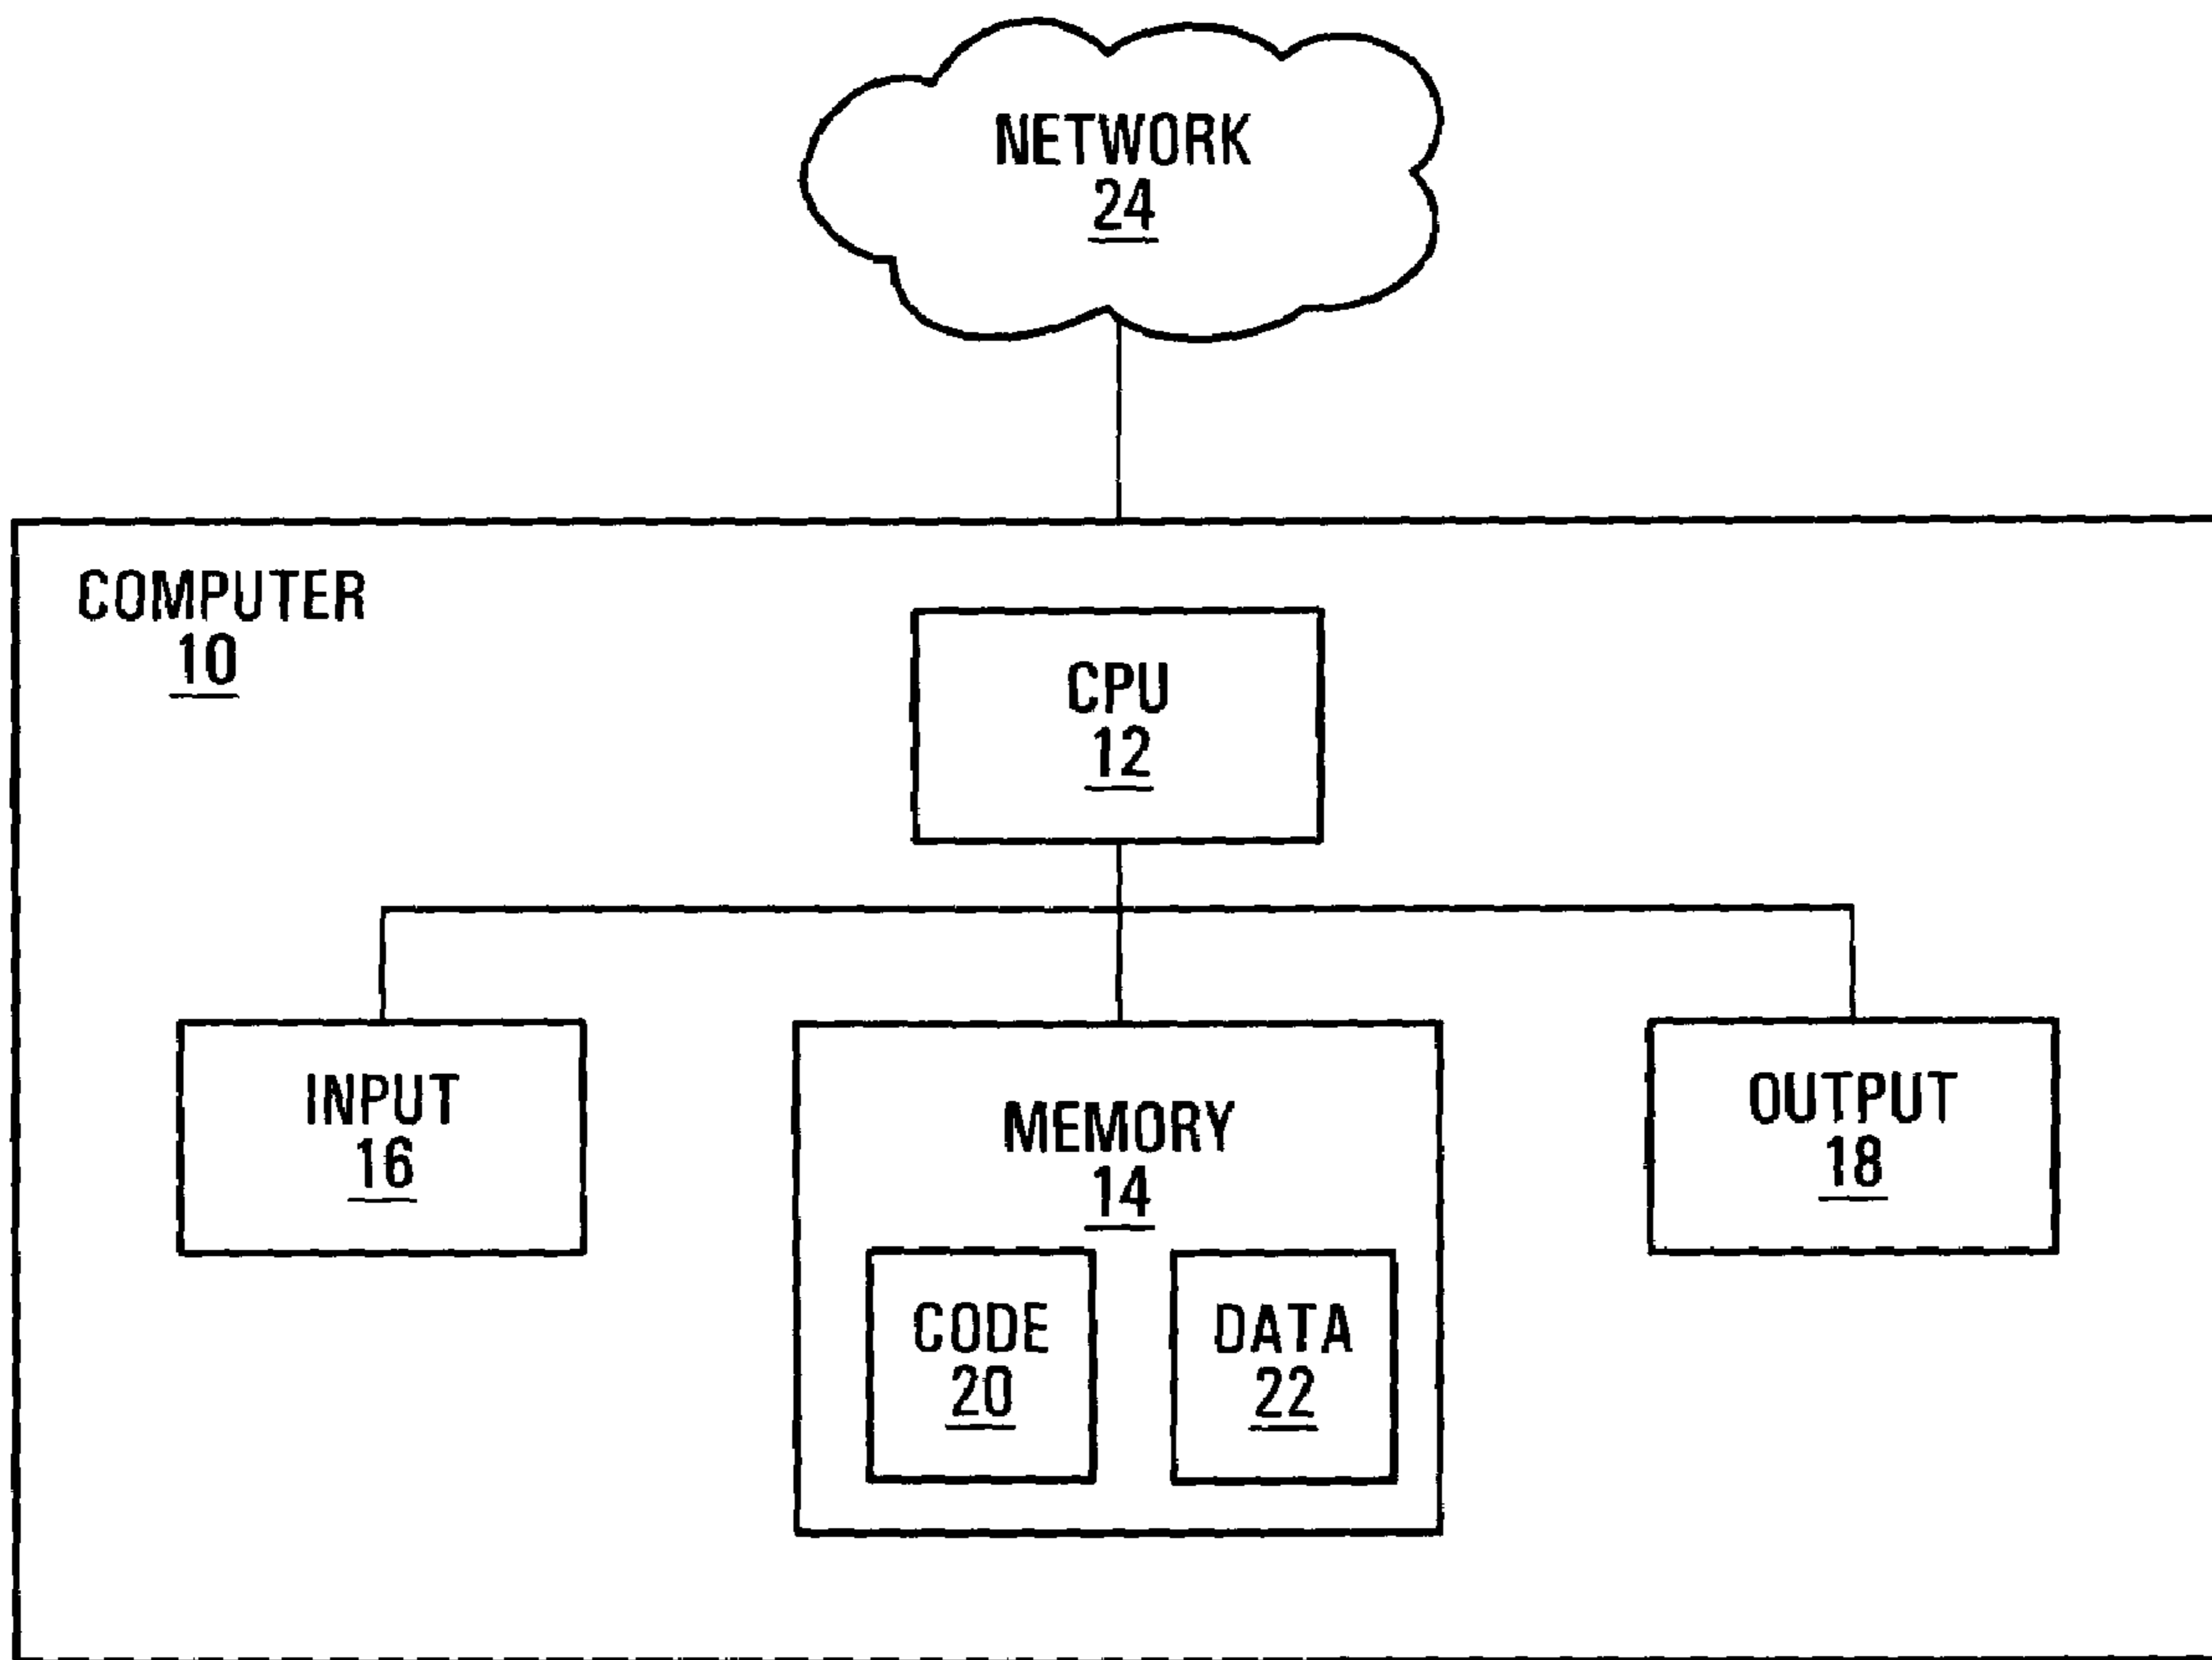 NETWORK
24
COMPUTER
10
CPU
12
INPUT
16
MEMORY
14
OUTPUT
18
CODE
20
DATA
22